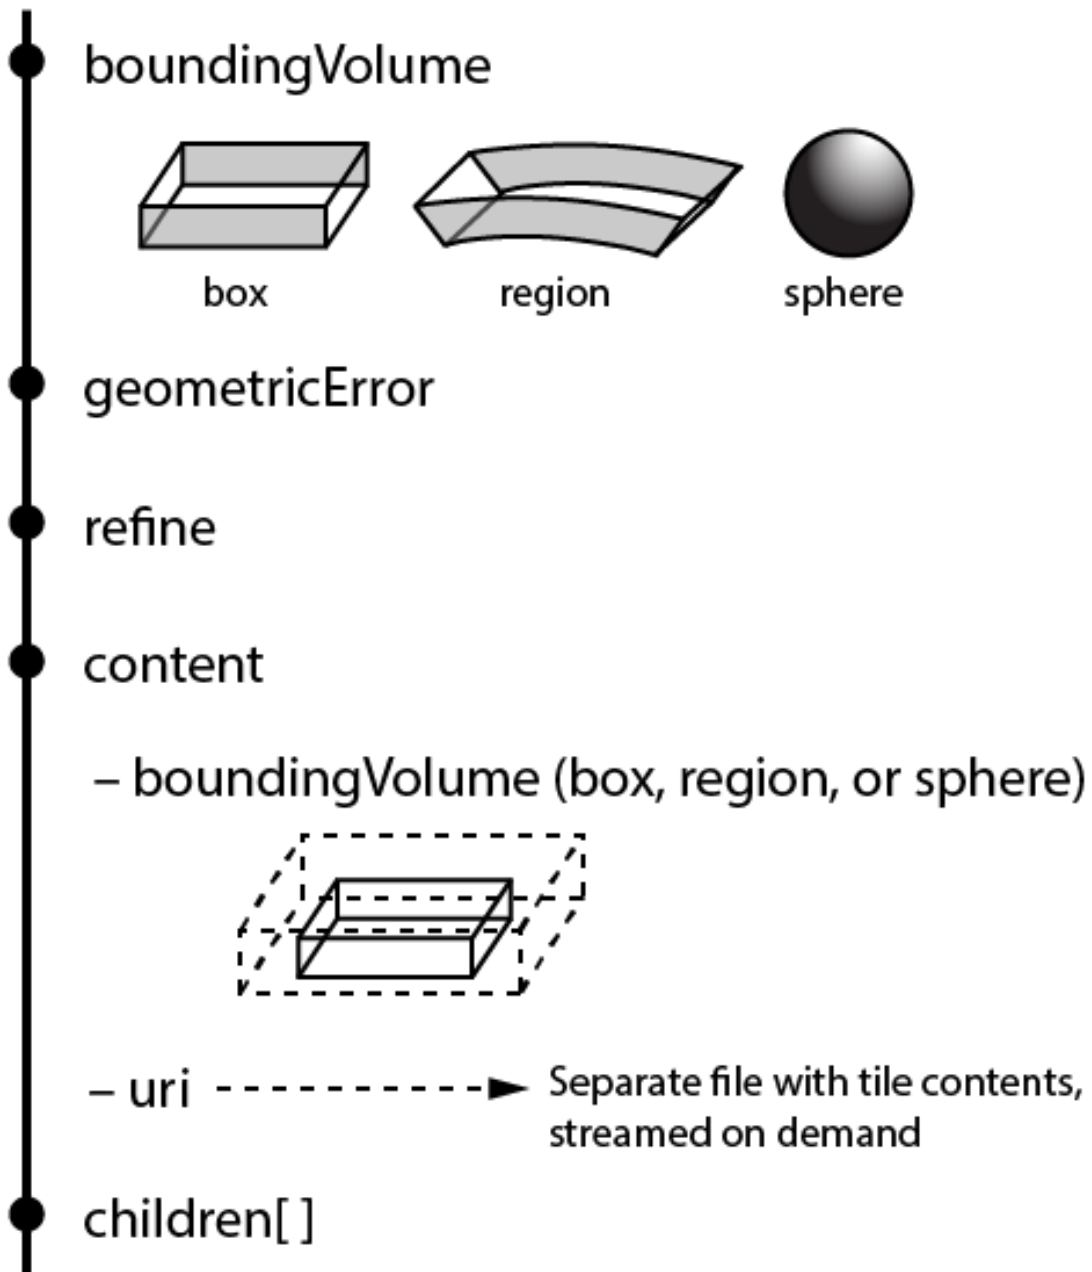 boundingVolume
box region sphere
geometricError
refine
content
– boundingVolume (box, region, or sphere)
– uri Separate file with tile contents,
streamed on demand
children[ ]